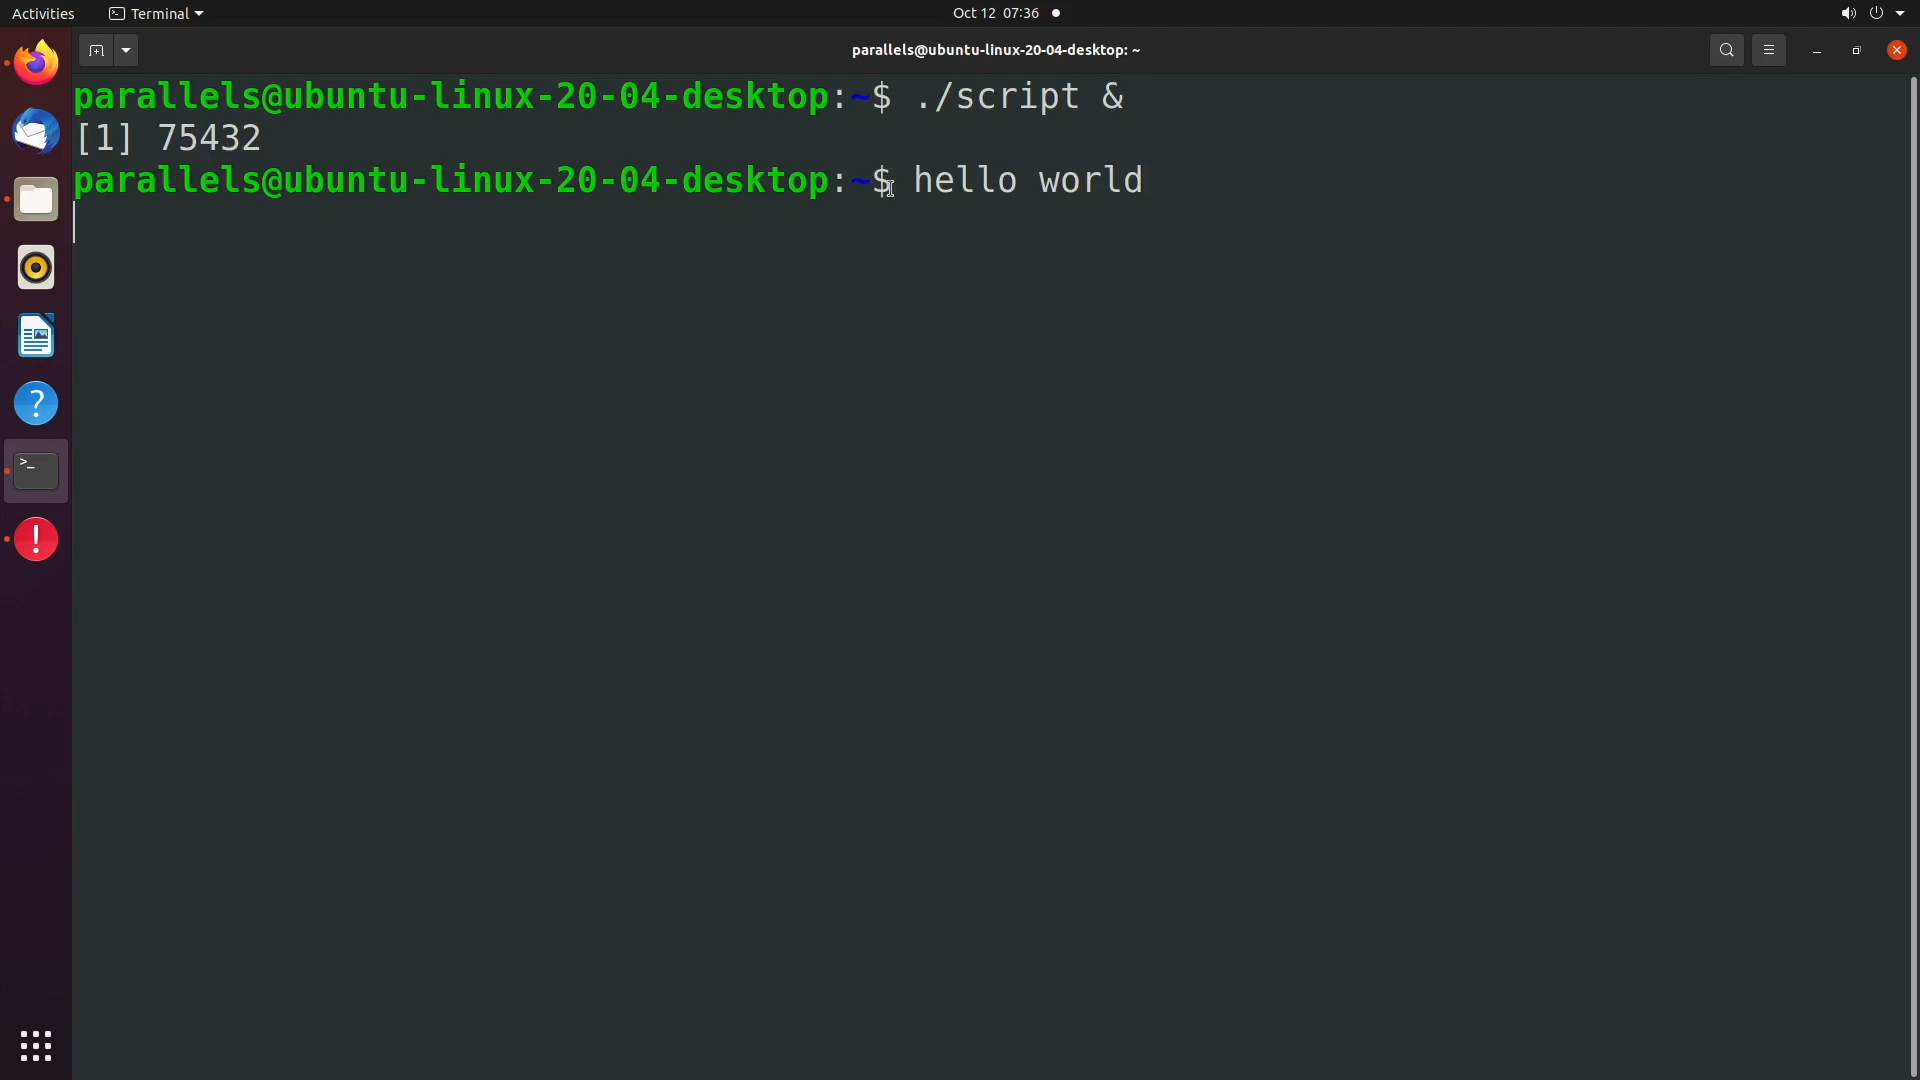 Activities
Terminal
Oct 12 07:36
parallels@ubuntu-linux-20-04-desktop: ~
parallels@ubuntu-linux-20-04-desktop:~$ ./script &
[1] 75432
parallels@ubuntu-linux-20-04-desktop:~$ hello world